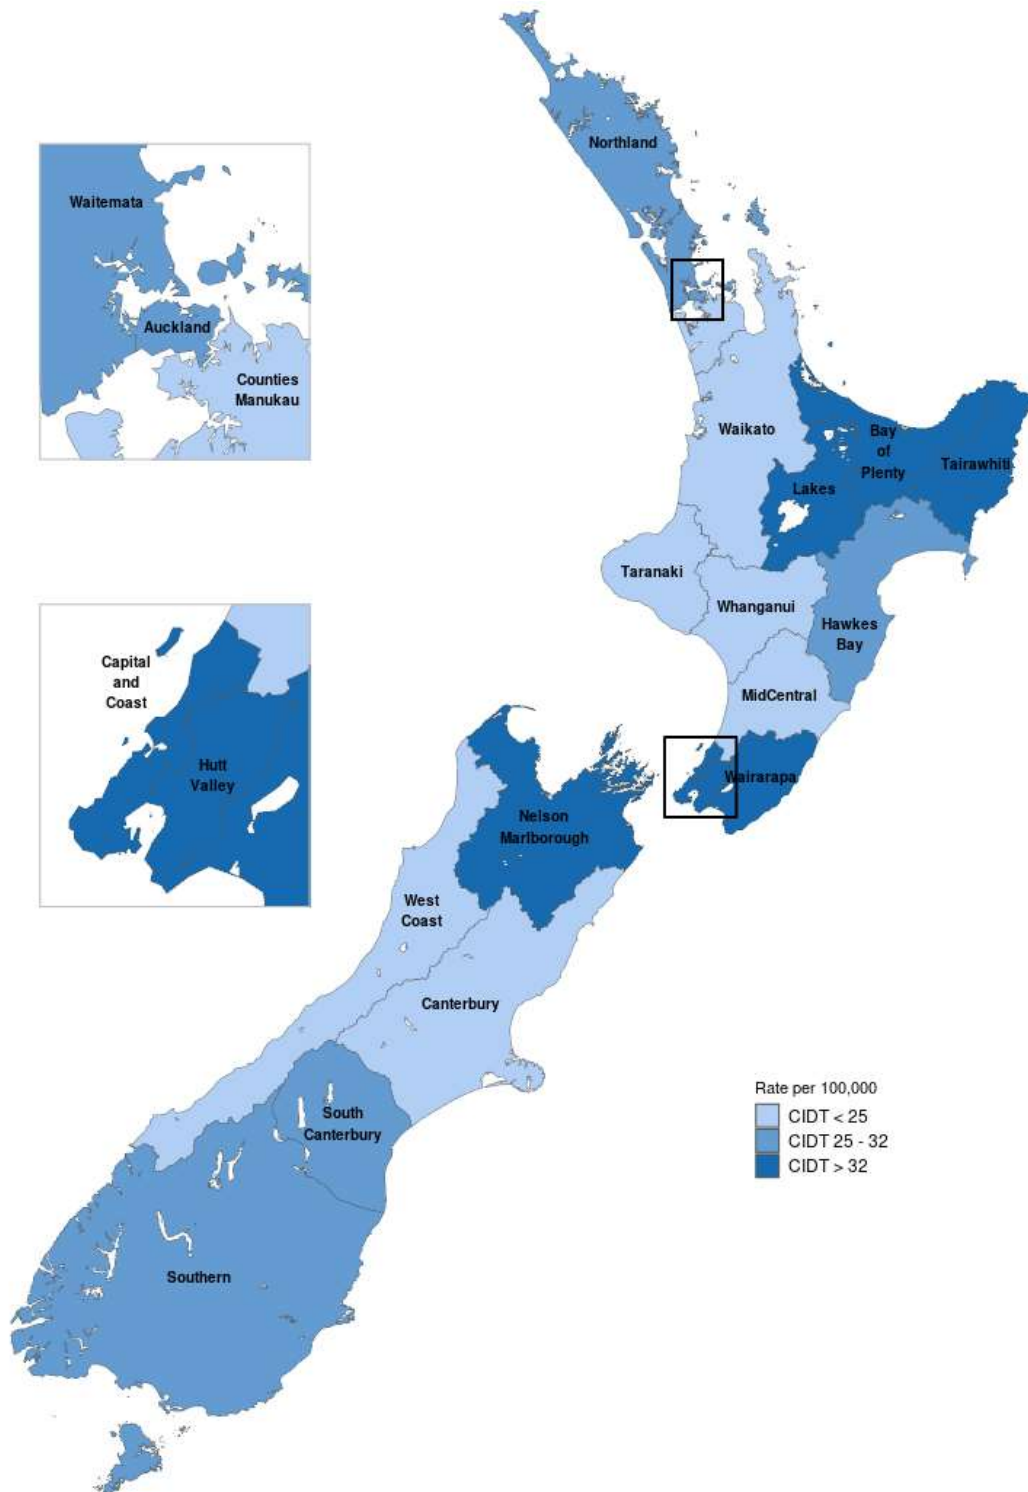 Northland
Waitemata
Auckland
Counties
Manukau
Waikato
Bay
of
Plenty
Tairawhiti
Lakes
Taranaki
Whanganui
Hawkes
Bay
MidCentral
Capital
and
Coast
Hutt
Valley
Wairarapa
Nelson
Marlborough
West
Coast
Canterbury
South
Canterbury
Southern
Rate per 100,000
CIDT < 25
CIDT 25 - 32
CIDT > 32